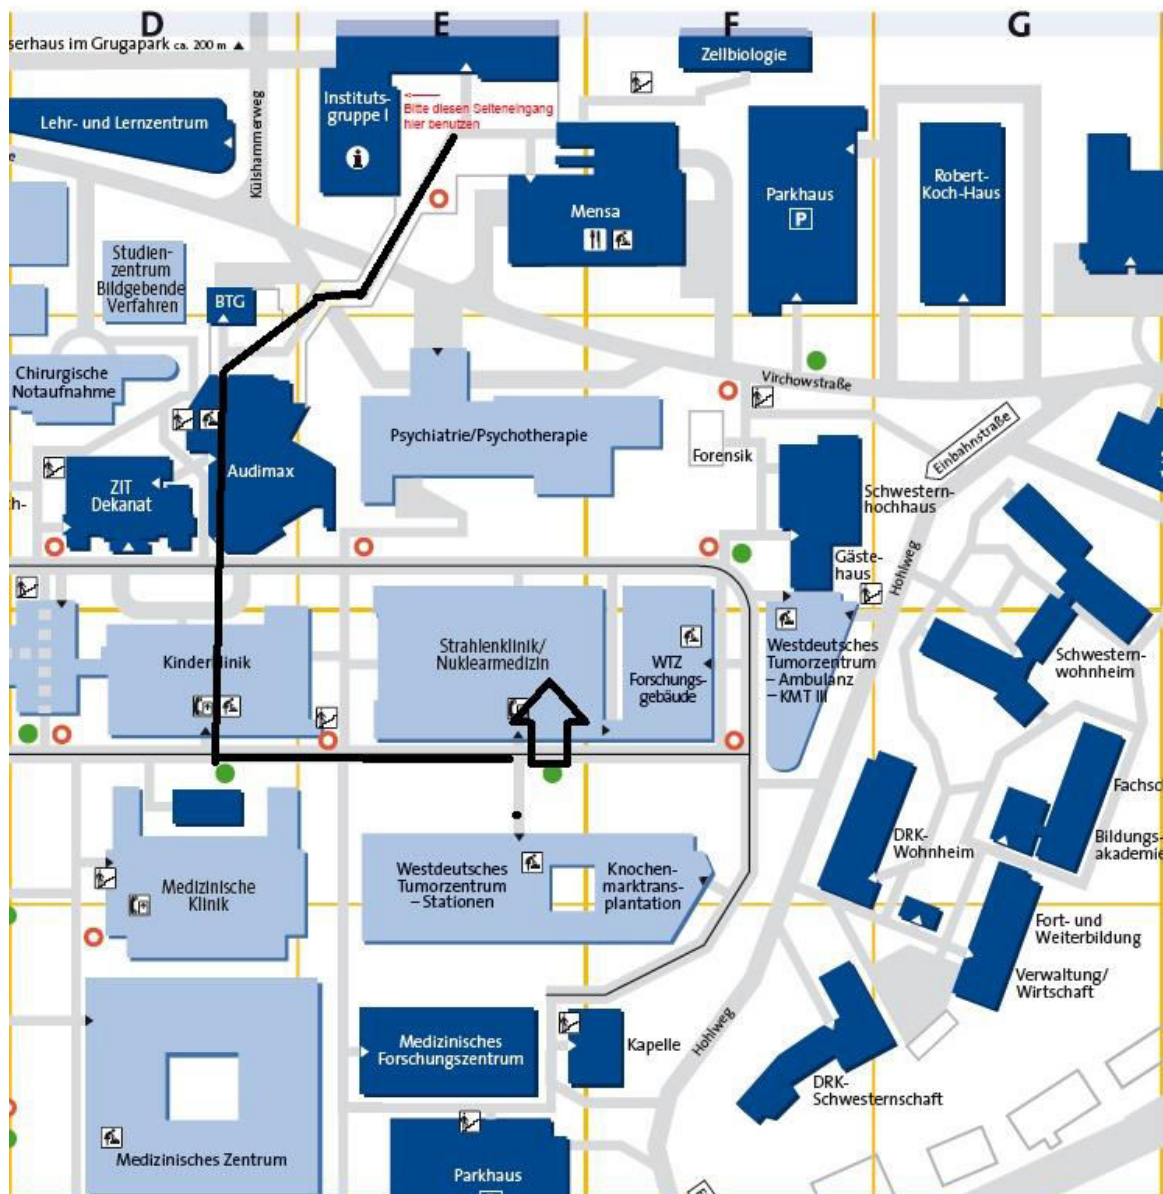 D
E
F
G
serhaus im Grugapark ca. 200 m
Zellbiologie
Instituts-
gruppe I
Bitte diesen Seiteneingang
hier benutzen
Lehr- und Lernzentrum
Külshammerweg
i
Mensa
Parkhaus
P
Robert-
Koch-Haus
Studien-
zentrum
Bildgebende
Verfahren
BTG
Chirurgische
Notaufnahme
Virchowstraße
Psychiatrie/Psychotherapie
Forensik
Einbahnstraße
Audimax
ZIT
Dekanat
Schwestern-
hochhaus
Gäste-
haus
Hohlweg
Kinderklinik
Strahlenklinik/
Nuklearmedizin
WTZ
Forschungs-
gebäude
Westdeutsches
Tumorzentrum
– Ambulanz
– KMT III
Schwestern-
wohnheim
Fachsc
Bildungs-
akademie
DRK-
Wohnheim
Medizinische
Klinik
Westdeutsches
Tumorzentrum
– Stationen
Knochen-
marktrans-
plantation
Fort- und
Weiterbildung
Verwaltung/
Wirtschaft
Medizinisches
Forschungszentrum
Kapelle
Hohlweg
DRK-
Schwesternschaft
Medizinisches Zentrum
Parkhaus